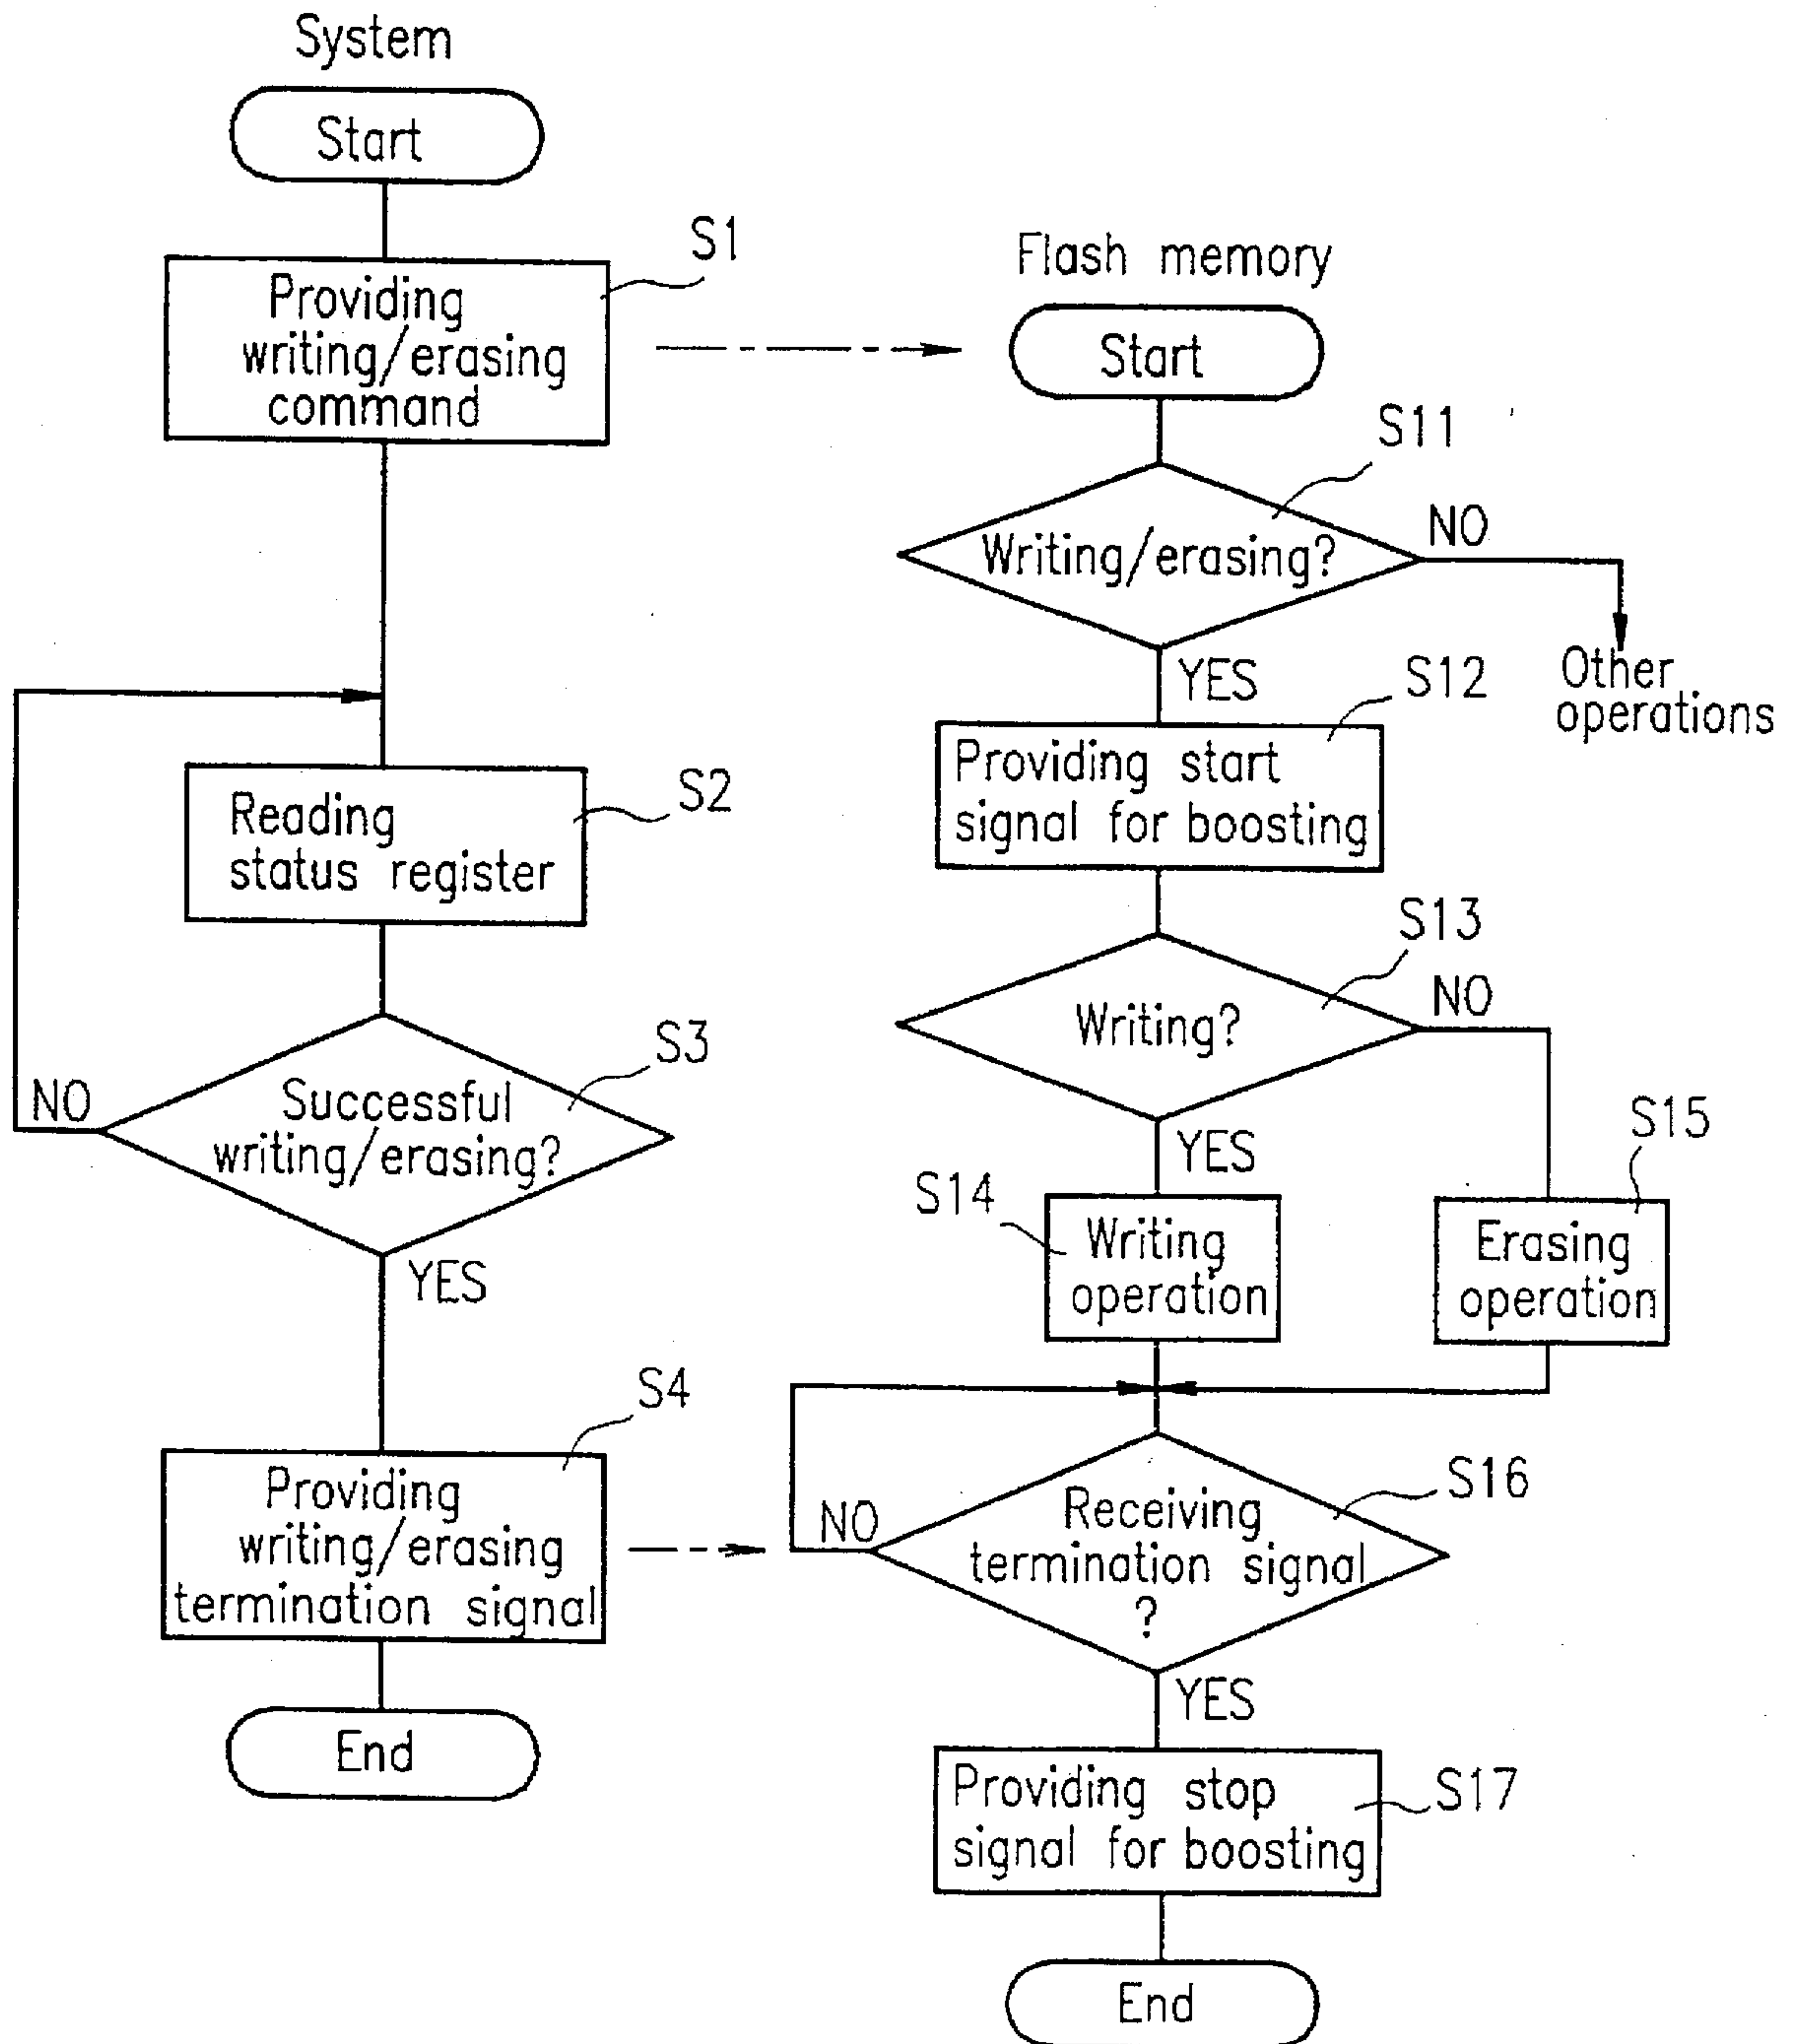 System
Start
S1
Providing
writing/erasing
command
S2
Reading
status register
S3
Successful
writing/erasing?
NO
YES
S4
Providing
writing/erasing
termination signal
End
Flash memory
Start
S11
Writing/erasing?
NO
Other
operations
YES
S12
Providing start
signal for boosting
S13
Writing?
NO
YES
S14
Writing
operation
S15
Erasing
operation
S16
Receiving
termination signal
?
NO
YES
Providing stop
signal for boosting
S17
End